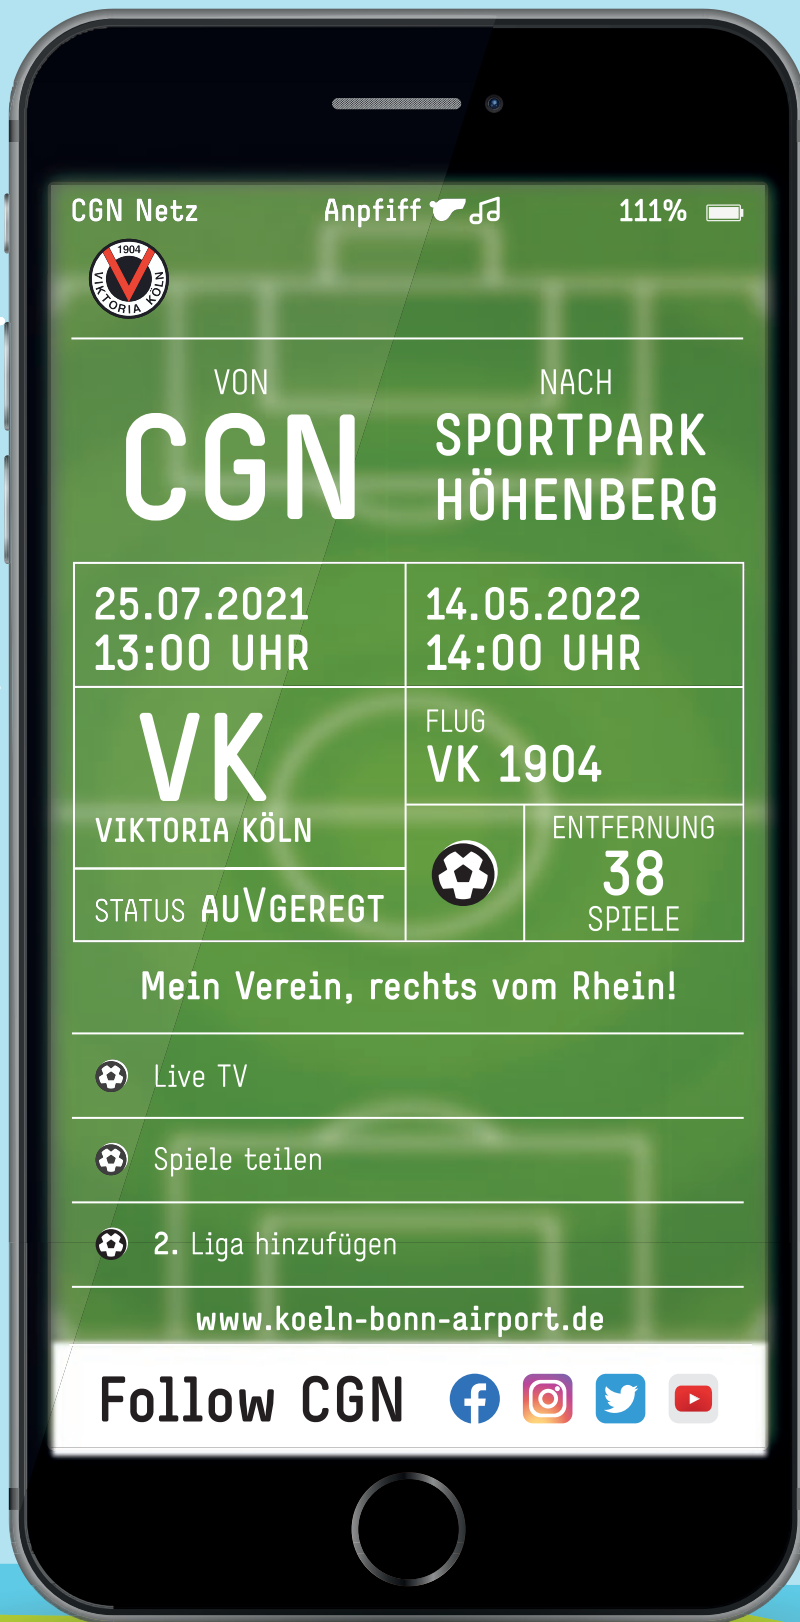 CGN Netz Anpfiff 111%
1904
VIKTORIA KÖLN
VON
CGN
NACH
SPORTPARK
HÖHENBERG
25.07.2021
13:00 UHR
14.05.2022
14:00 UHR
VK
VIKTORIA KÖLN
FLUG
VK 1904
STATUS AUVGEREGT
ENTFERNUNG
38
SPIELE
Mein Verein, rechts vom Rhein!
Live TV
Spiele teilen
2. Liga hinzufügen
www.koeln-bonn-airport.de
Follow CGN